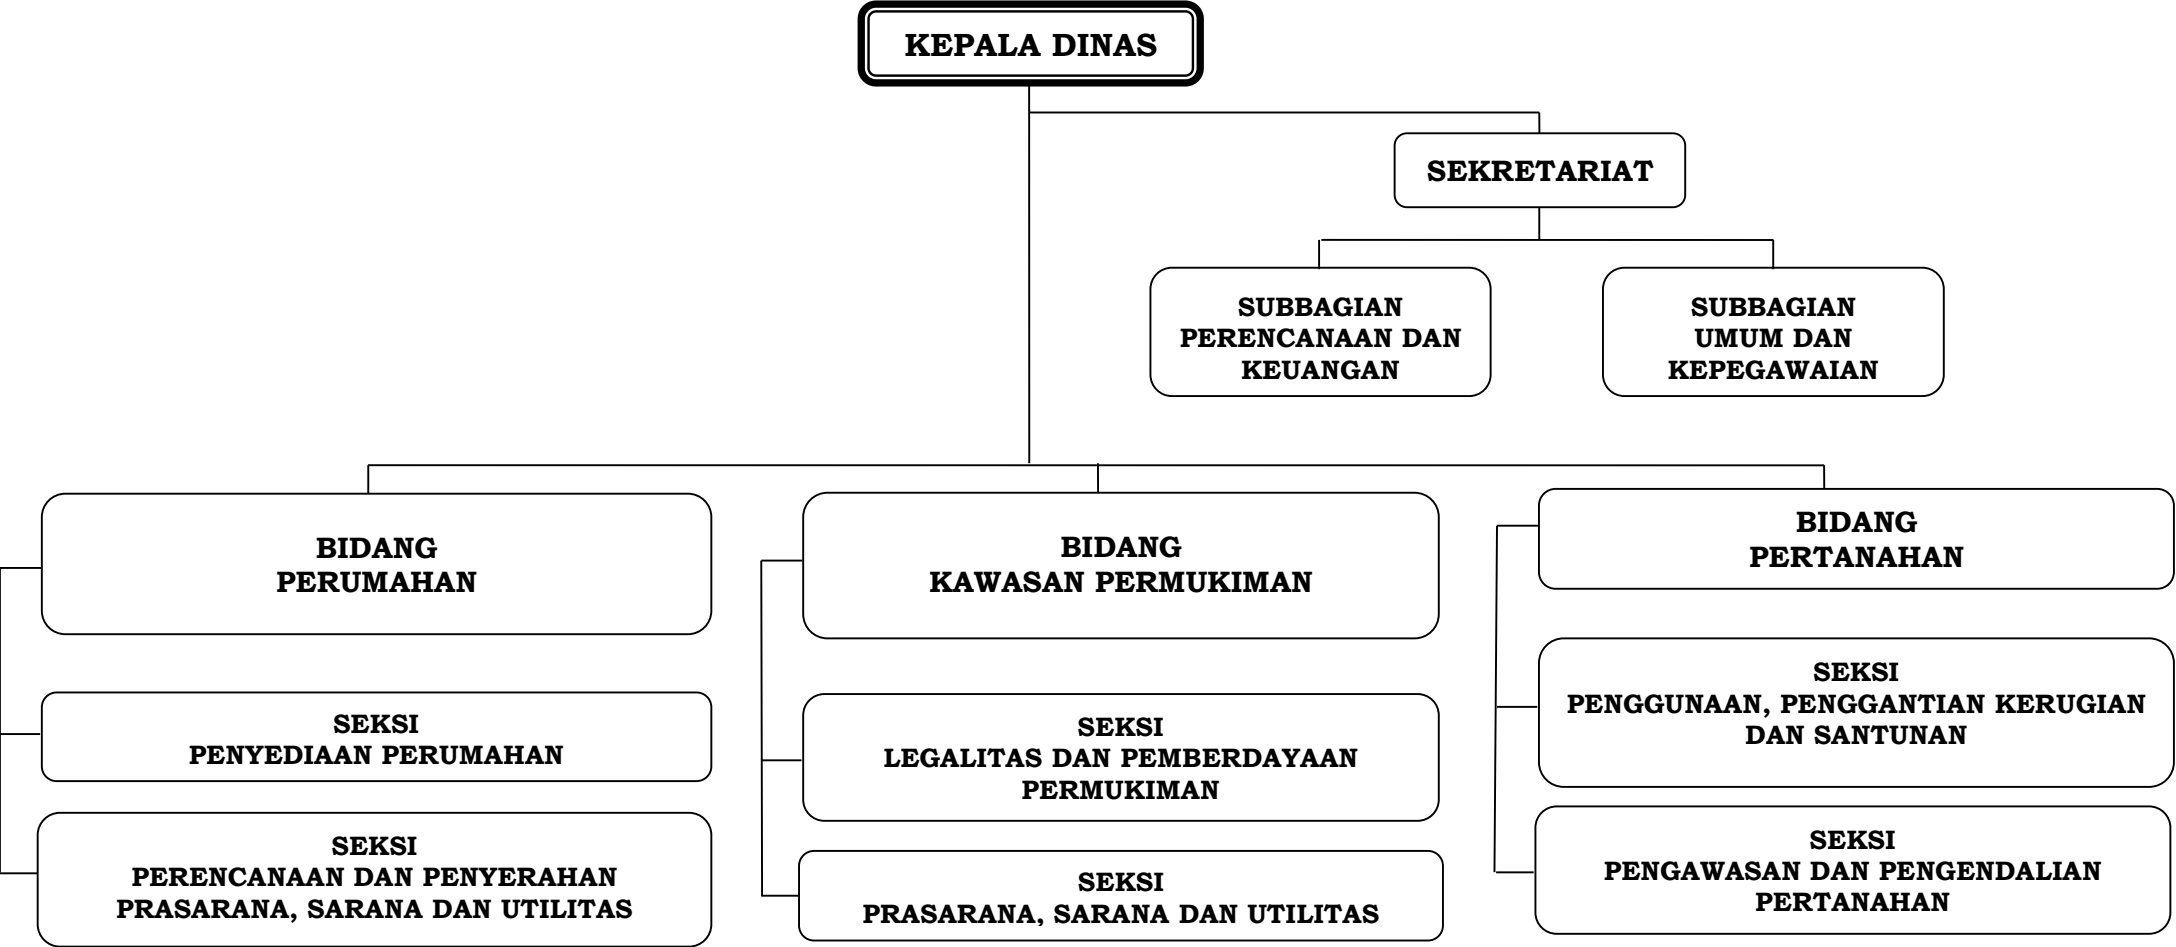 KEPALA DINAS
SEKRETARIAT
SUBBAGIAN
PERENCANAAN DAN
KEUANGAN
SUBBAGIAN
UMUM DAN
KEPEGAWAIAN
BIDANG
PERUMAHAN
SEKSI
PENYEDIAAN PERUMAHAN
SEKSI
PERENCANAAN DAN PENYERAHAN
PRASARANA, SARANA DAN UTILITAS
BIDANG
KAWASAN PERMUKIMAN
SEKSI
LEGALITAS DAN PEMBERDAYAAN
PERMUKIMAN
SEKSI
PRASARANA, SARANA DAN UTILITAS
BIDANG
PERTANAHAN
SEKSI
PENGGUNAAN, PENGGANTIAN KERUGIAN
DAN SANTUNAN
SEKSI
PENGAWASAN DAN PENGENDALIAN
PERTANAHAN